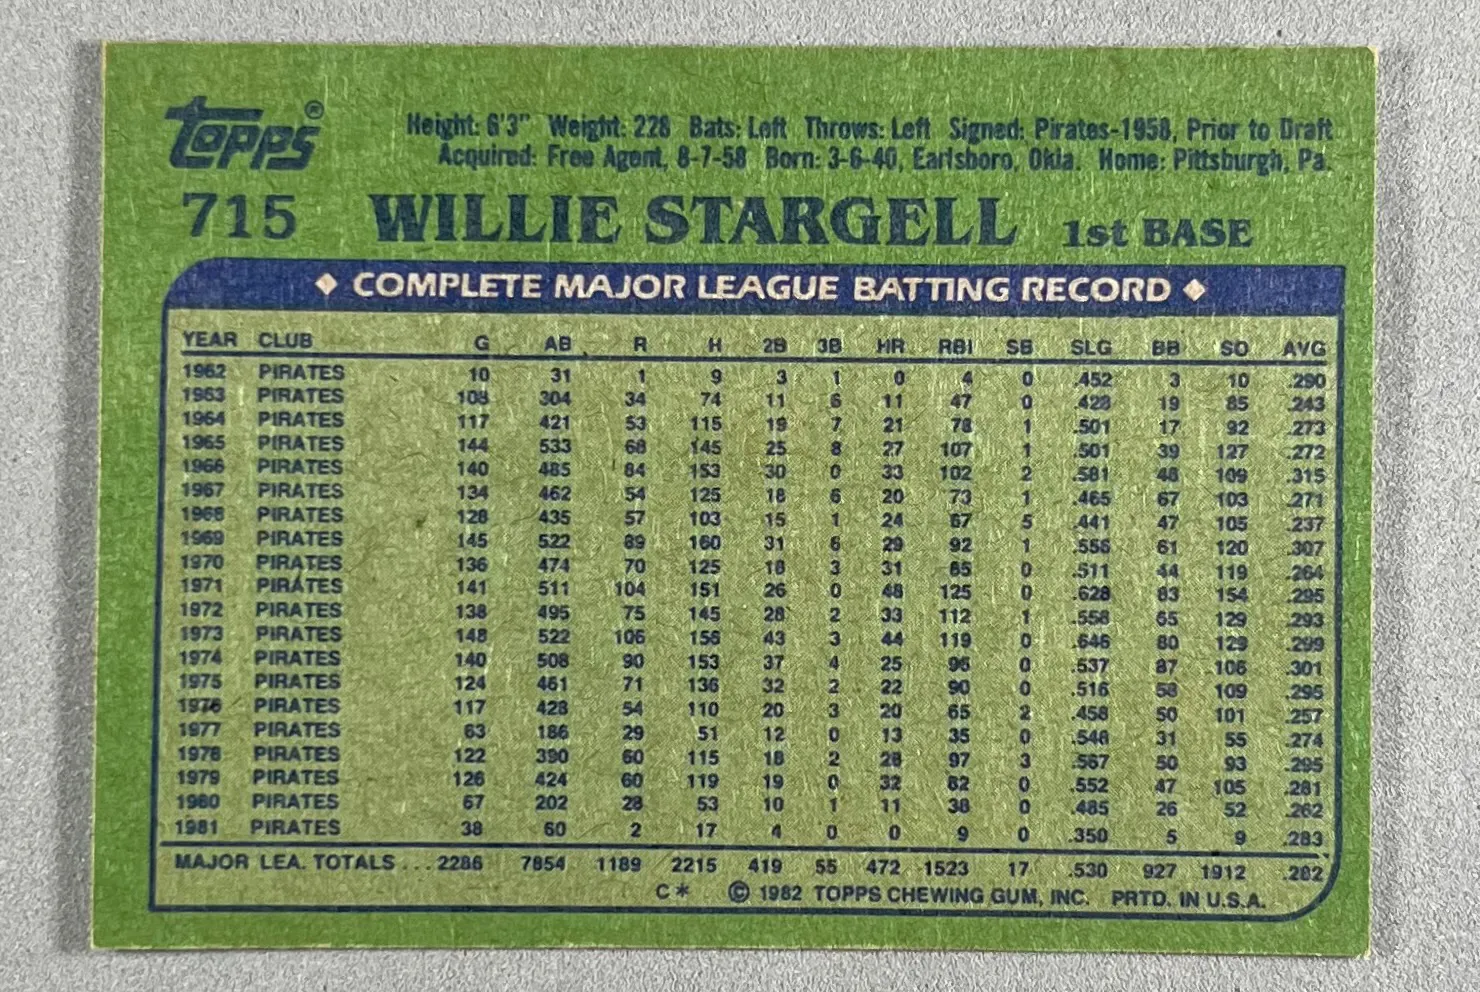 Topps®
Height: 6'3" Weight: 228 Bats: Left Throws: Left Signed: Pirates-1958, Prior to Draft
Acquired: Free Agent, 8-7-58 Born: 3-6-40, Earlsboro, Okla. Home: Pittsburgh, Pa.
715 WILLIE STARGELL 1st BASE
◆ COMPLETE MAJOR LEAGUE BATTING RECORD ◆
YEAR CLUB G AB R H 2B 3B HR RBI SB SLG BB SO AVG
1962 PIRATES 10 31 1 9 3 1 0 4 0 .452 3 10 .290
1963 PIRATES 108 304 34 74 11 6 11 47 0 .428 19 85 .243
1964 PIRATES 117 421 53 115 19 7 21 78 1 .501 17 92 .273
1965 PIRATES 144 533 68 145 25 8 27 107 1 .501 39 127 .272
1966 PIRATES 140 485 84 153 30 0 33 102 2 .581 48 109 .315
1967 PIRATES 134 462 54 125 18 6 20 73 1 .465 67 103 .271
1968 PIRATES 128 435 57 103 15 1 24 67 5 .441 47 105 .237
1969 PIRATES 145 522 89 160 31 6 29 92 1 .556 61 120 .307
1970 PIRATES 136 474 70 125 18 3 31 85 0 .511 44 119 .264
1971 PIRATES 141 511 104 151 26 0 48 125 0 .628 83 154 .295
1972 PIRATES 138 495 75 145 28 2 33 112 1 .558 65 129 .293
1973 PIRATES 148 522 106 156 43 3 44 119 0 .646 80 129 .299
1974 PIRATES 140 508 90 153 37 4 25 96 0 .537 87 106 .301
1975 PIRATES 124 461 71 136 32 2 22 90 0 .516 58 109 .295
1976 PIRATES 117 428 54 110 20 3 20 65 2 .458 50 101 .257
1977 PIRATES 63 186 29 51 12 0 13 35 0 .548 31 55 .274
1978 PIRATES 122 390 60 115 18 2 28 97 3 .567 50 93 .295
1979 PIRATES 126 424 60 119 19 0 32 82 0 .552 47 105 .281
1980 PIRATES 67 202 28 53 10 1 11 38 0 .485 26 52 .262
1981 PIRATES 38 60 2 17 4 0 0 9 0 .350 5 9 .283
MAJOR LEA. TOTALS ... 2286 7854 1189 2215 419 55 472 1523 17 .530 927 1912 .282
C* © 1982 TOPPS CHEWING GUM, INC. PRTD. IN U.S.A.